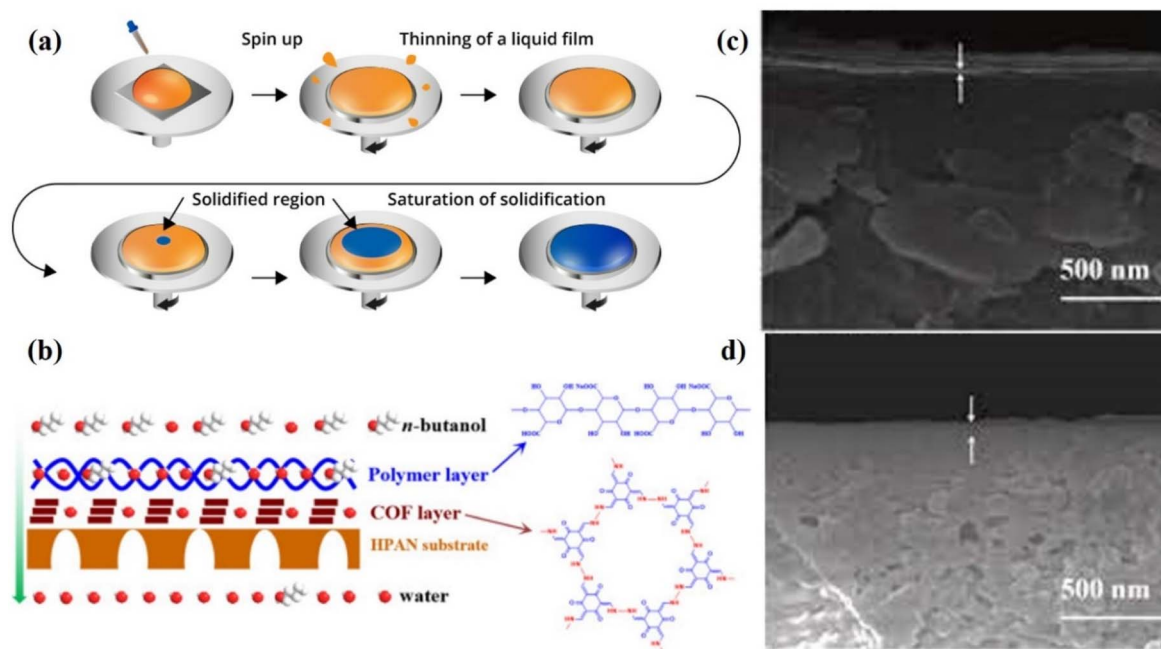 (a)
Spin up
Thinning of a liquid film
Solidified region
Saturation of solidification
(b)
n-butanol
Polymer layer
COF layer
HPAN substrate
water
(c)
500 nm
d)
500 nm